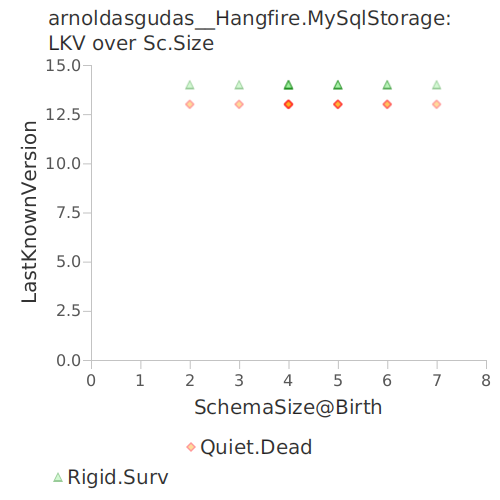 arnoldasgudas__Hangfire.MySqlStorage:
LKV over Sc.Size
15.0
12.5
10.0
7.5
5.0
2.5
0.0
LastKnownVersion
0 1 2 3 4 5 6 7 8
SchemaSize@Birth
Quiet.Dead
Rigid.Surv